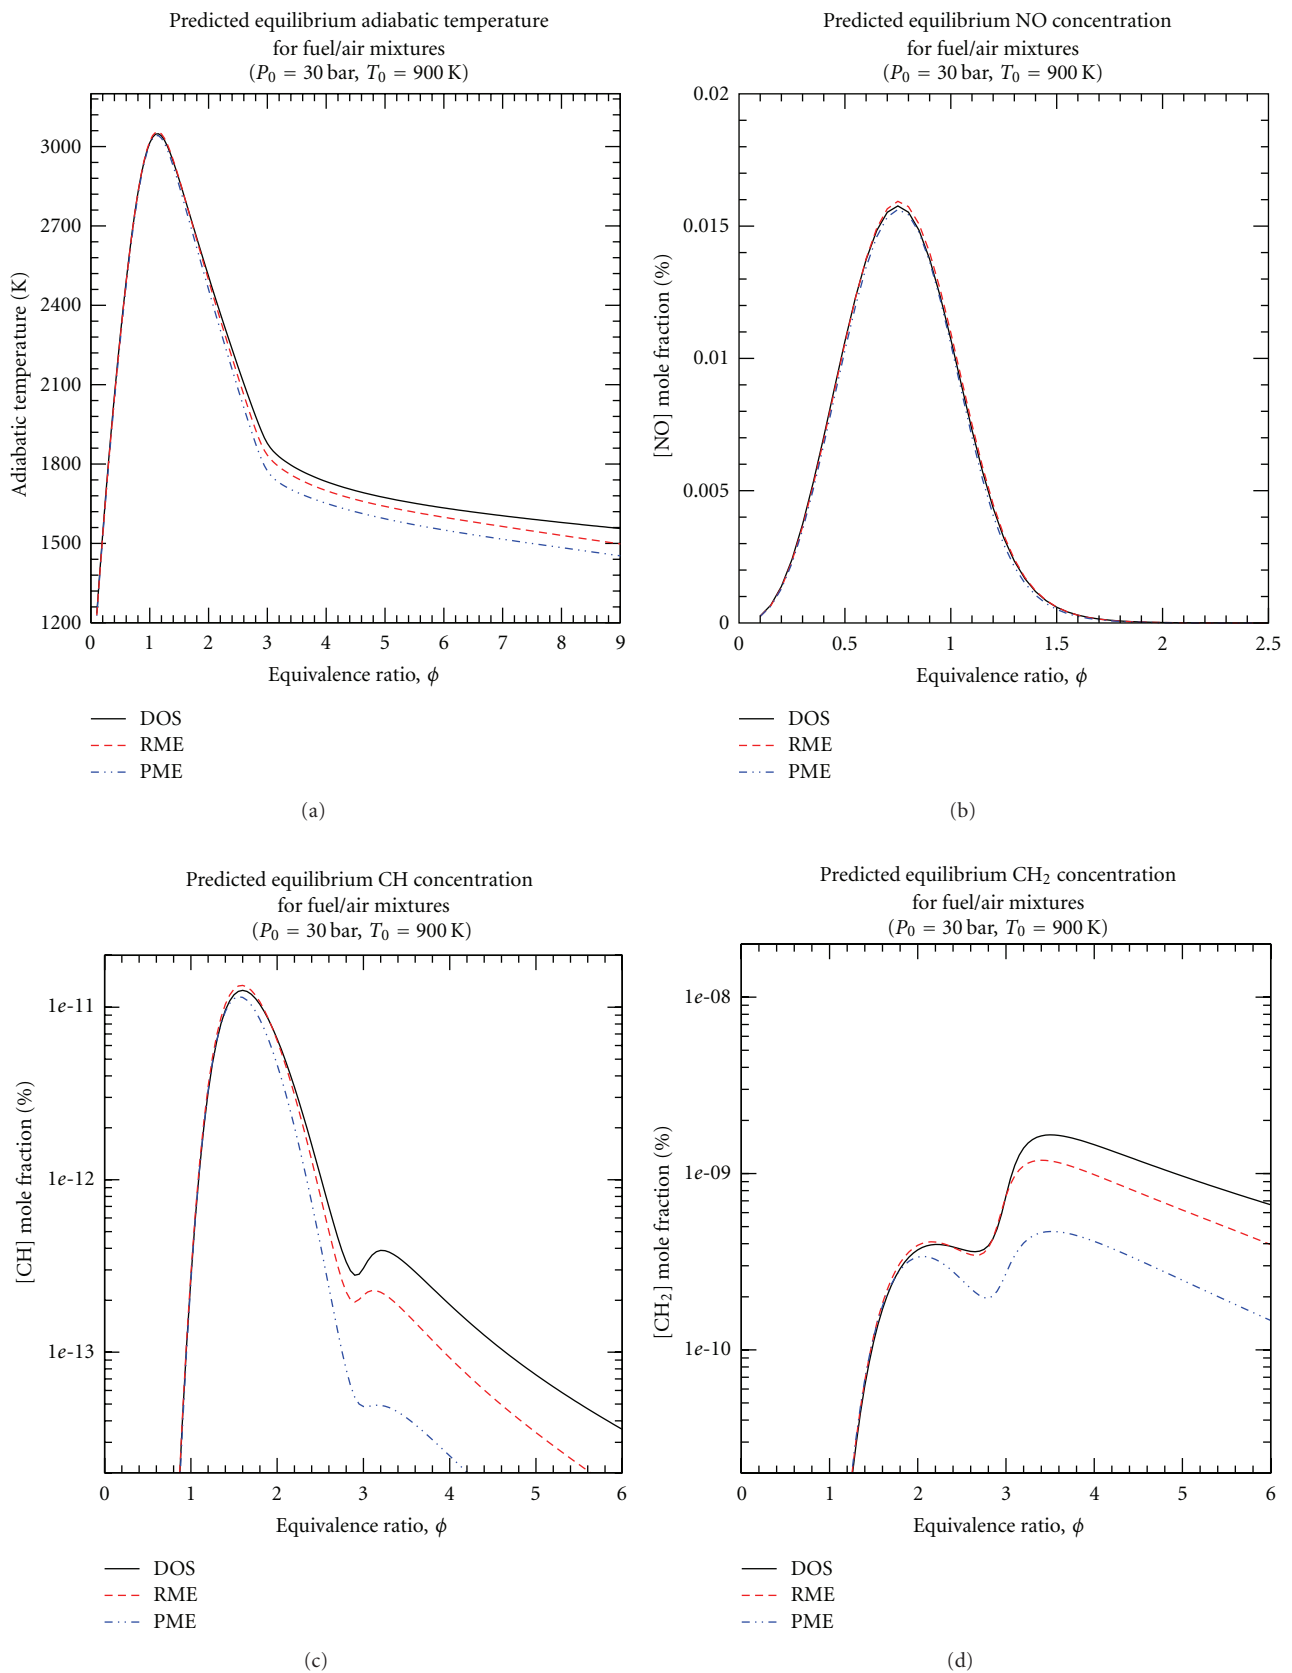 Predicted equilibrium adiabatic temperature
for fuel/air mixtures
(P₀ = 30 bar, T₀ = 900 K)
3000
2700
2400
2100
1800
1500
1200
Adiabatic temperature (K)
0 1 2 3 4 5 6 7 8 9
Equivalence ratio, ϕ
DOS
RME
PME
(a)
Predicted equilibrium NO concentration
for fuel/air mixtures
(P₀ = 30 bar, T₀ = 900 K)
0.02
0.015
0.01
0.005
0
[NO] mole fraction (%)
0 0.5 1 1.5 2 2.5
Equivalence ratio, ϕ
DOS
RME
PME
(b)
Predicted equilibrium CH concentration
for fuel/air mixtures
(P₀ = 30 bar, T₀ = 900 K)
1e-11
1e-12
1e-13
[CH] mole fraction (%)
0 1 2 3 4 5 6
Equivalence ratio, ϕ
DOS
RME
PME
(c)
Predicted equilibrium CH₂ concentration
for fuel/air mixtures
(P₀ = 30 bar, T₀ = 900 K)
1e-08
1e-09
1e-10
[CH₂] mole fraction (%)
0 1 2 3 4 5 6
Equivalence ratio, ϕ
DOS
RME
PME
(d)